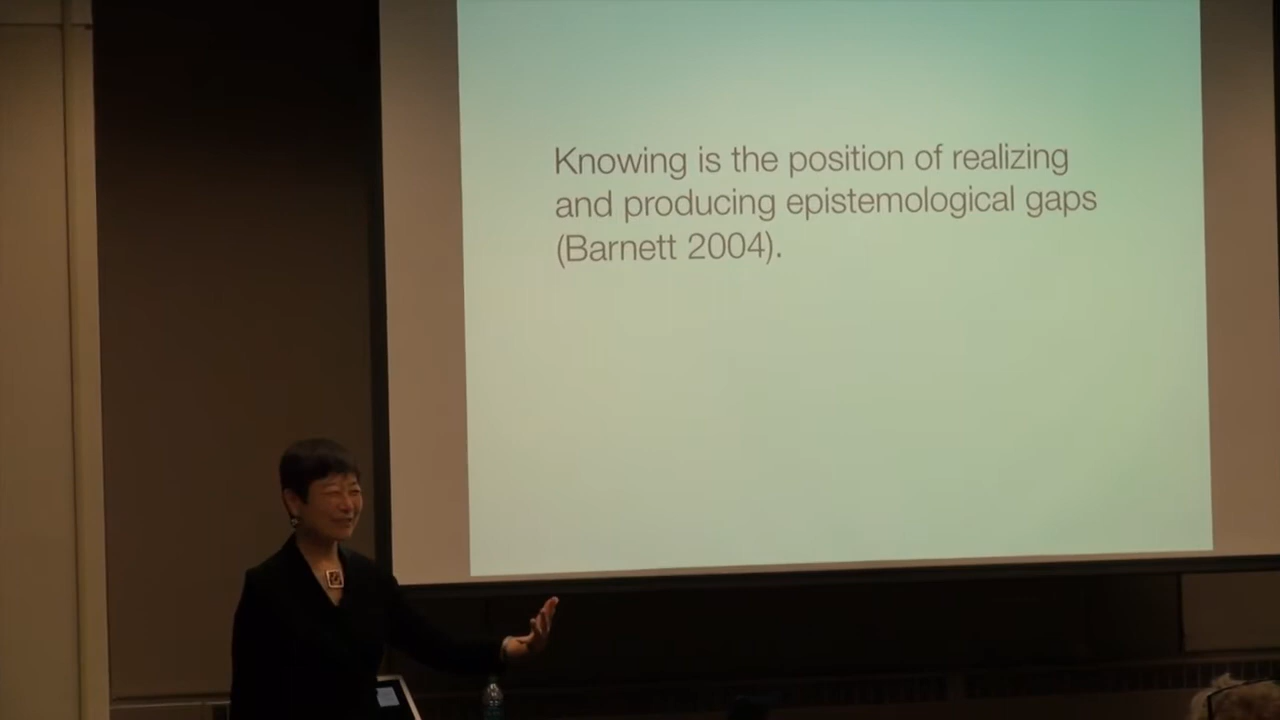 Knowing is the position of realizing
and producing epistemological gaps
(Barnett 2004).